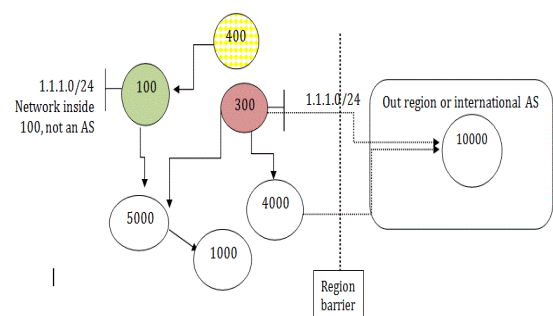 400
1.1.1.0/24
Network inside
100, not an AS
100
300
1.1.1.0/24
Out region or international AS
10000
5000
4000
1000
Region
barrier